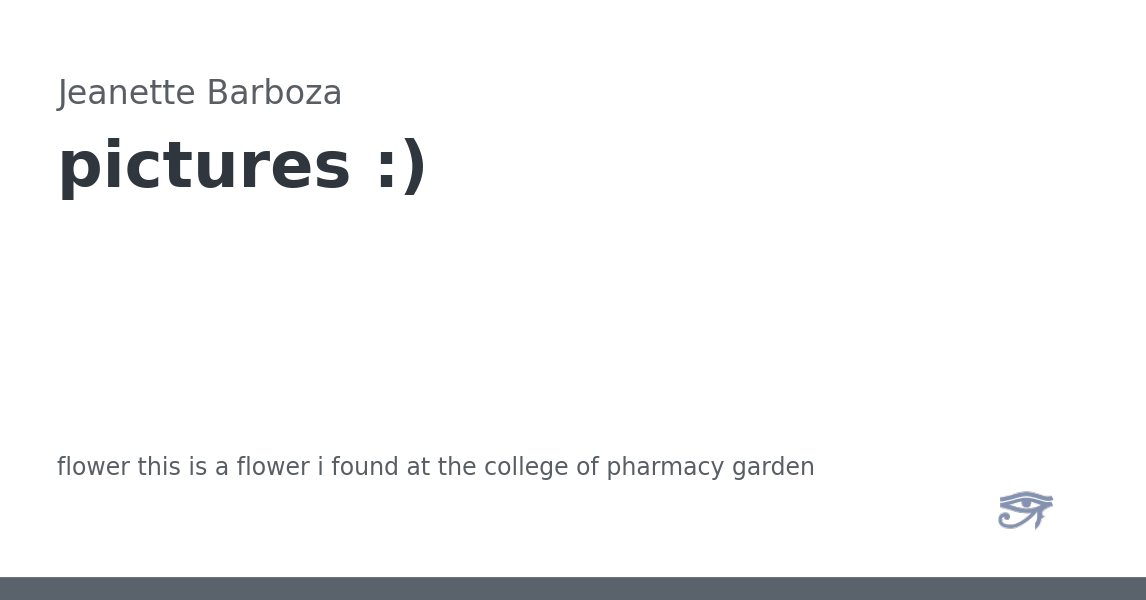 Jeanette Barboza
pictures :)
flower this is a flower i found at the college of pharmacy garden